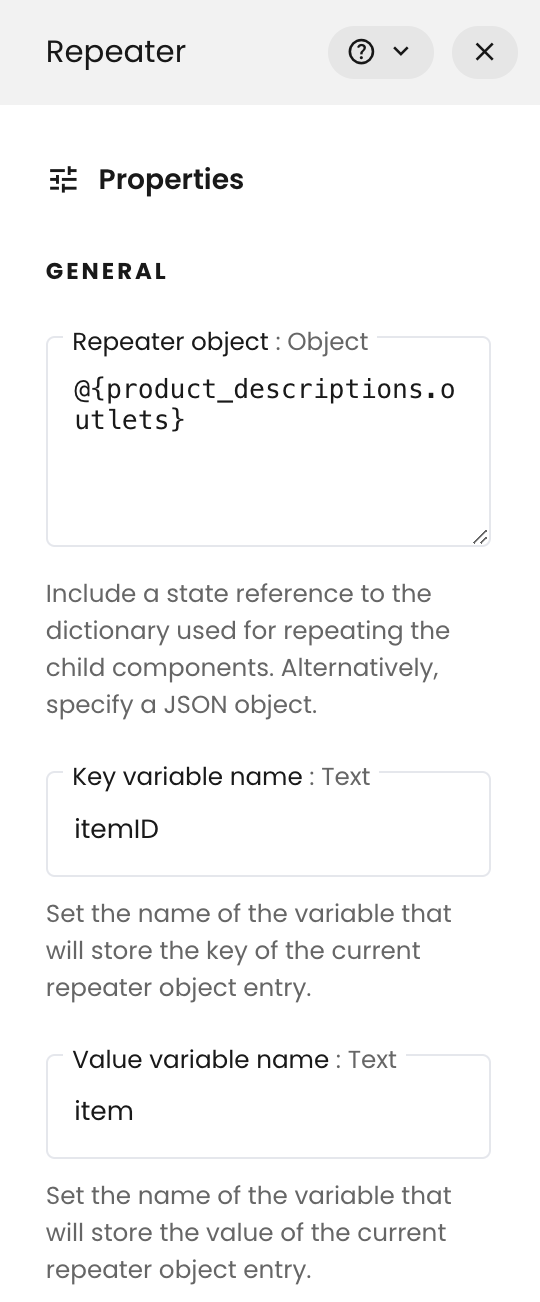 Repeater
Properties
GENERAL
Repeater object : Object
@{product_descriptions.o
utlets}
Include a state reference to the
dictionary used for repeating the
child components. Alternatively,
specify a JSON object.
Key variable name : Text
itemID
Set the name of the variable that
will store the key of the current
repeater object entry.
Value variable name : Text
item
Set the name of the variable that
will store the value of the current
repeater object entry.